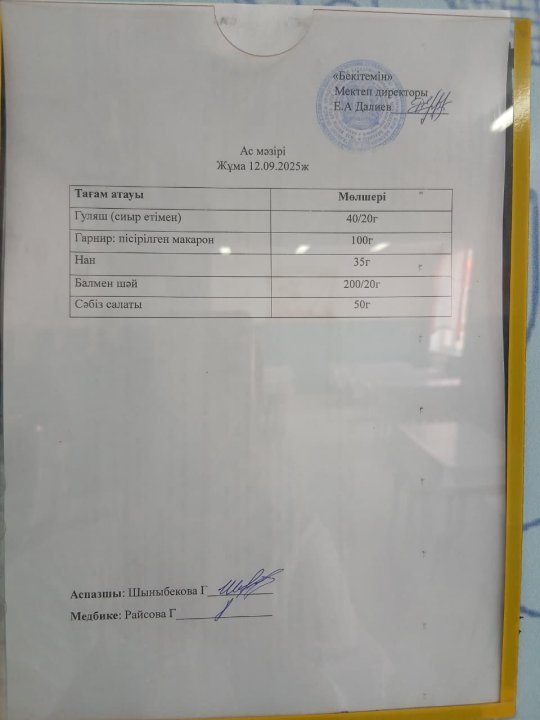 «Бекітемін»
Мектеп директоры
Е.А Далиев
Ас мәзірі
Жұма 12.09.2025ж
Тағам атауы Мөлшері
Гуляш (сиыр етімен) 40/20г
Гарнир: пісірілген макарон 100г
Нан 35г
Балмен шәй 200/20г
Сәбіз салаты 50г
Аспазшы: Шыныбекова Г
Медбике: Райсова Г